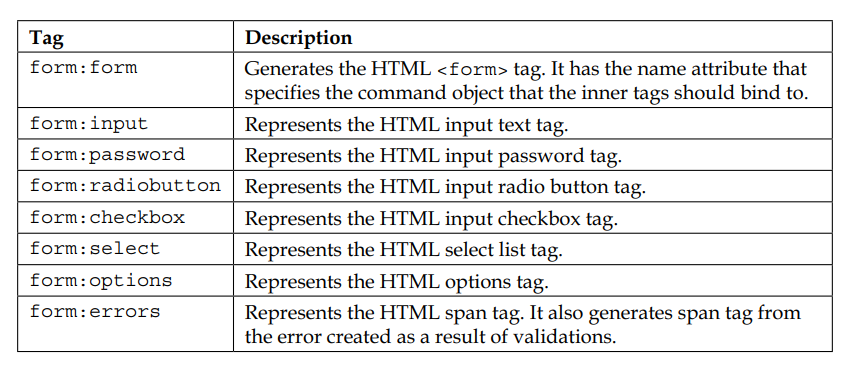 Tag Description
form:form Generates the HTML <form> tag. It has the name attribute that
specifies the command object that the inner tags should bind to.
form:input Represents the HTML input text tag.
form:password Represents the HTML input password tag.
form:radiobutton Represents the HTML input radio button tag.
form:checkbox Represents the HTML input checkbox tag.
form:select Represents the HTML select list tag.
form:options Represents the HTML options tag.
form:errors Represents the HTML span tag. It also generates span tag from
the error created as a result of validations.